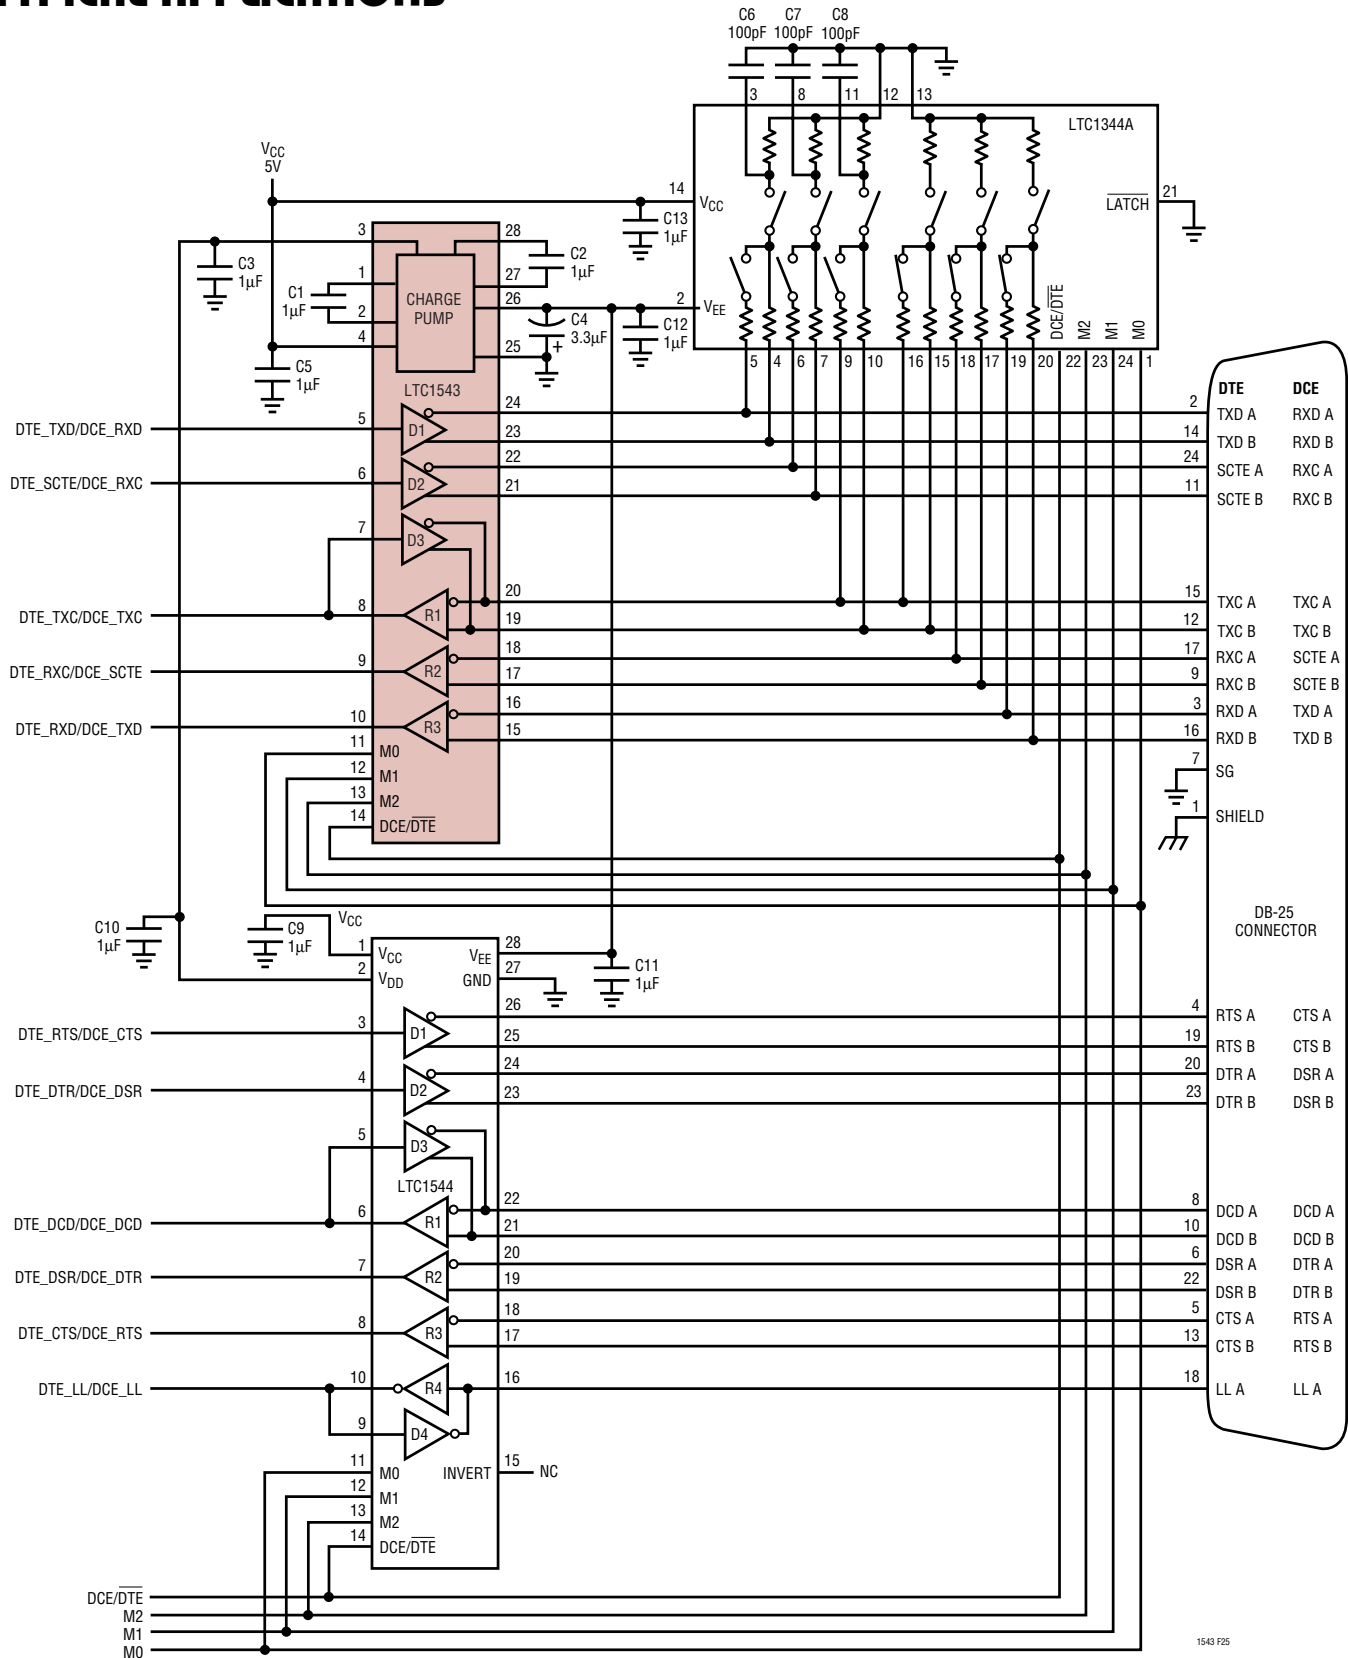 TYPICAL APPLICATIONS
C6 C7 C8
100pF 100pF 100pF
3 8 11 12 13
LTC1344A
VCC
5V
14 VCC
C13
1µF
LATCH 21
3 28
C3
1µF
C2
1µF
1 27
C1
1µF
CHARGE
PUMP
26
2 VEE
C4
3.3µF
+
C12
1µF
2
4 25
C5
1µF
DCE/DTE M2 M1 M0
5 4 6 7 9 10 16 15 18 17 19 20 22 23 24 1
LTC1543
DTE DCE
DTE_TXD/DCE_RXD 5 D1 24 2 TXD A RXD A
23 14 TXD B RXD B
DTE_SCTE/DCE_RXC 6 D2 22 24 SCTE A RXC A
21 11 SCTE B RXC B
7 D3
DTE_TXC/DCE_TXC 8 R1 20 15 TXC A TXC A
19 12 TXC B TXC B
DTE_RXC/DCE_SCTE 9 R2 18 17 RXC A SCTE A
17 9 RXC B SCTE B
DTE_RXD/DCE_TXD 10 R3 16 3 RXD A TXD A
15 16 RXD B TXD B
11 M0
12 M1
13 M2
14 DCE/DTE
7 SG
1 SHIELD
DB-25
CONNECTOR
C10
1µF
C9
1µF
VCC
1 VCC VEE 28
2 VDD GND 27
C11
1µF
DTE_RTS/DCE_CTS 3 D1 26 4 RTS A CTS A
25 19 RTS B CTS B
DTE_DTR/DCE_DSR 4 D2 24 20 DTR A DSR A
23 23 DTR B DSR B
5 D3
LTC1544
DTE_DCD/DCE_DCD 6 R1 22 8 DCD A DCD A
21 10 DCD B DCD B
DTE_DSR/DCE_DTR 7 R2 20 6 DSR A DTR A
19 22 DSR B DTR B
DTE_CTS/DCE_RTS 8 R3 18 5 CTS A RTS A
17 13 CTS B RTS B
DTE_LL/DCE_LL 10 R4 16 18 LL A LL A
9 D4
11 M0 INVERT 15 NC
12 M1
13 M2
14 DCE/DTE
DCE/DTE
M2
M1
M0
1543 F25